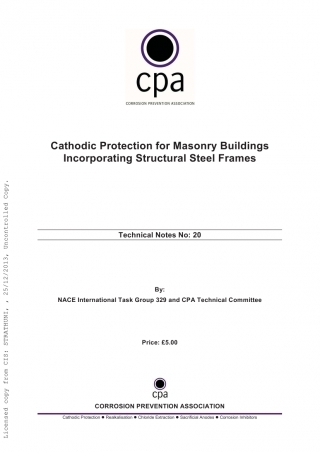 cpa
CORROSION PREVENTION ASSOCIATION
Cathodic Protection for Masonry Buildings
Incorporating Structural Steel Frames
Technical Notes No: 20
By:
NACE International Task Group 329 and CPA Technical Committee
Price: £5.00
cpa
CORROSION PREVENTION ASSOCIATION
Cathodic Protection ● Realkalisation ● Chloride Extraction ● Sacrificial Anodes ● Corrosion Inhibitors
Licensed copy from CIS: STRATHUNI, , 25/12/2013, Uncontrolled Copy.